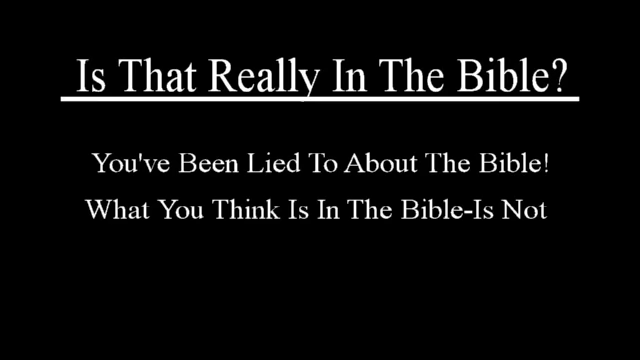 Is That Really In The Bible?
You've Been Lied To About The Bible!
What You Think Is In The Bible-Is Not